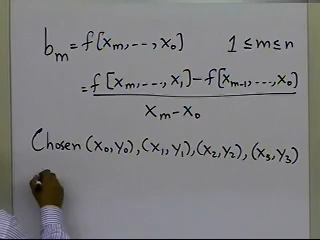 b_m = f[x_m, ---, x_0] 1 ≤ m ≤ n
= f[x_m, ---, x_1] - f[x_{m-1}, ---, x_0] / x_m - x_0
Chosen (x_0, y_0), (x_1, y_1), (x_2, y_2), (x_3, y_3)